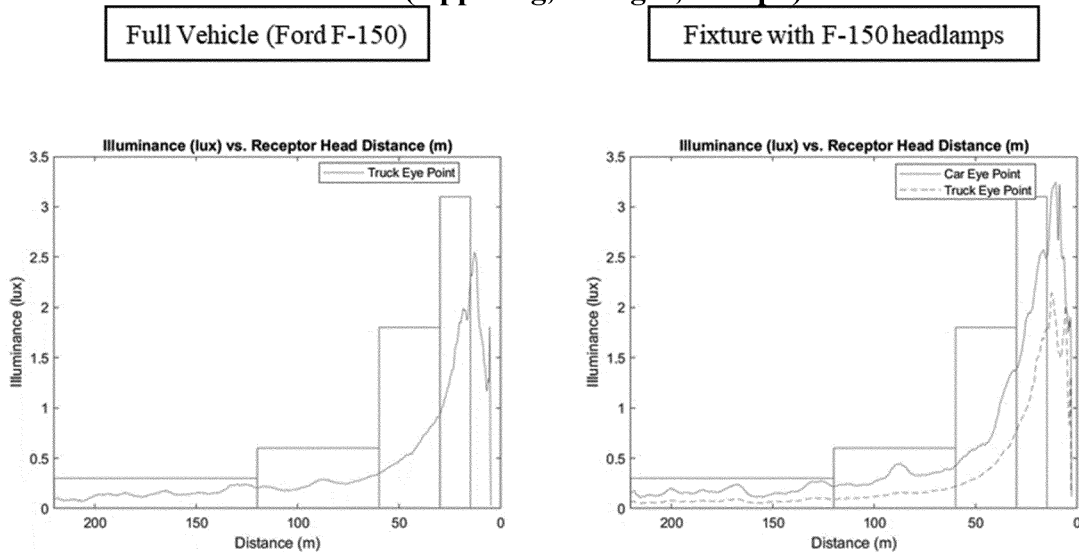 Full Vehicle (Ford F-150)
Fixture with F-150 headlamps
Illuminance (lux) vs. Receptor Head Distance (m)
Truck Eye Point
3.5
3
2.5
2
1.5
1
0.5
0
Illuminance (lux)
200
150
100
50
0
Distance (m)
Illuminance (lux) vs. Receptor Head Distance (m)
Car Eye Point
Truck Eye Point
3.5
3
2.5
2
1.5
1
0.5
0
Illuminance (lux)
200
150
100
50
0
Distance (m)